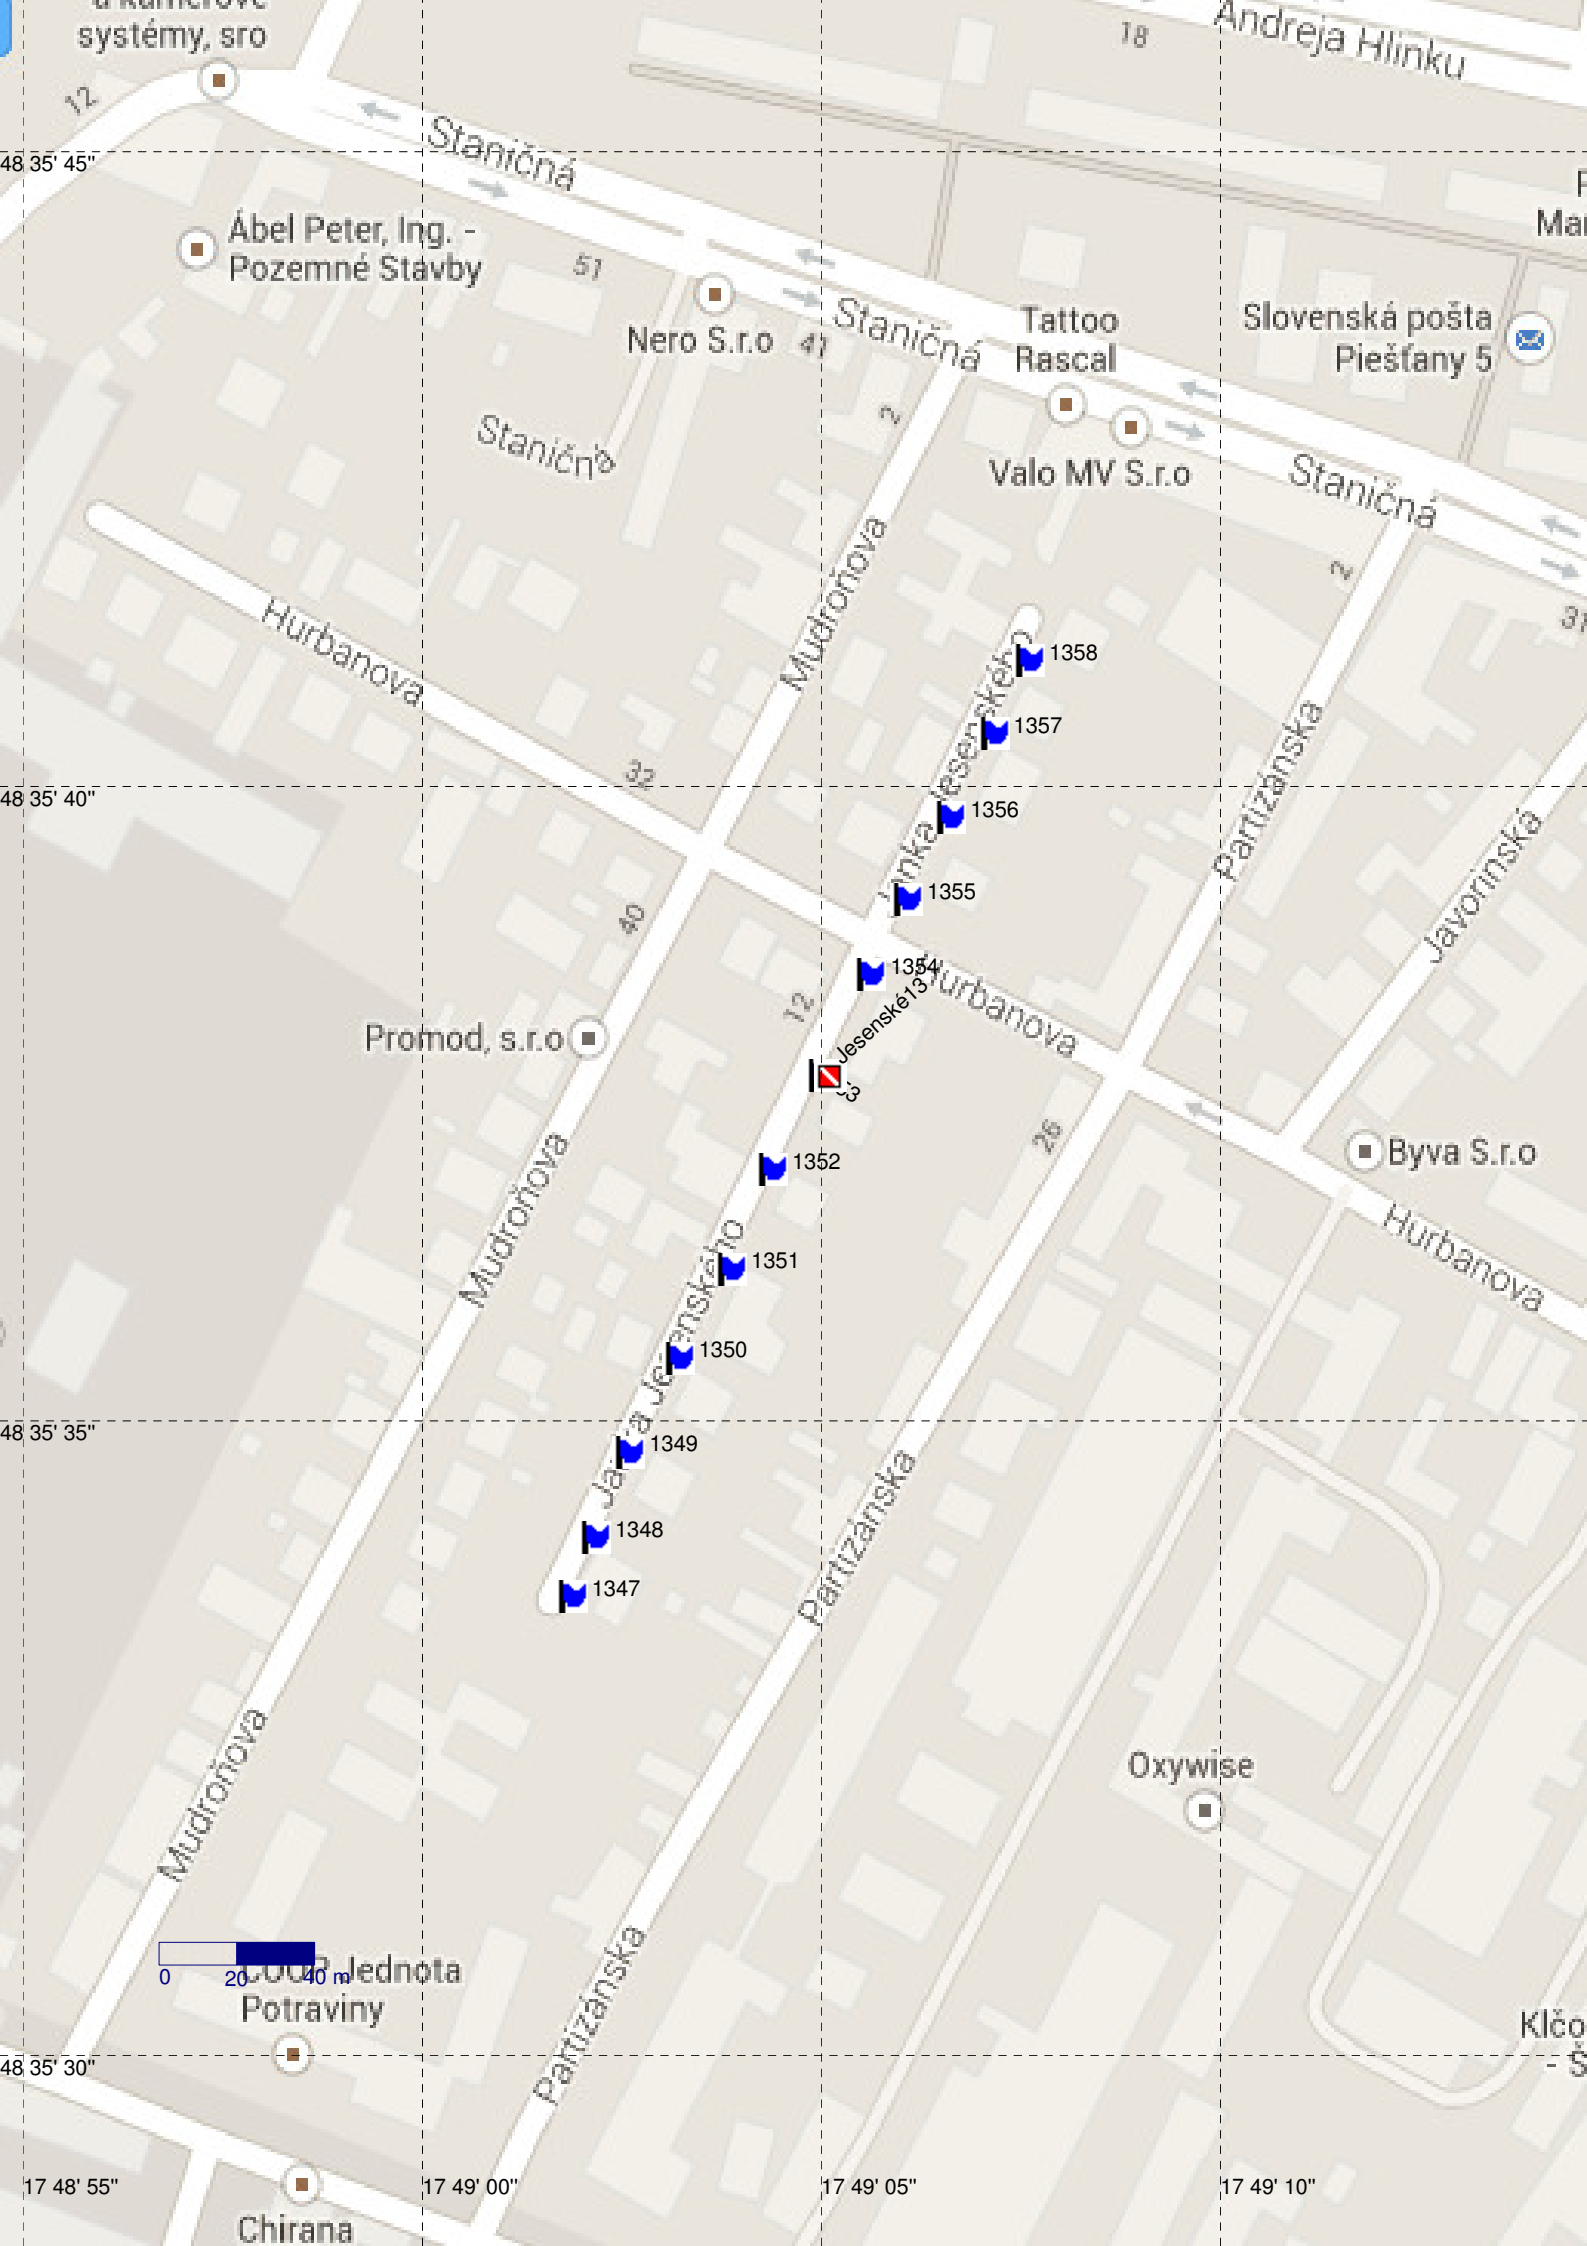 systémy, sro
Andreja Hlinku
18
12
Staničná
48 35' 45"
Ábel Peter, Ing. -
Pozemné Stavby
51
Nero S.r.o
41
Staničná
Tattoo
Rascal
Slovenská pošta
Piešťany 5
2
Staničná
Valo MV S.r.o
Staničná
Mudroňova
2
31
Hurbanova
1358
1357
Partizánska
32
48 35' 40"
1356
Javorinská
1355
40
1354
Hurbanova
12
Promod, s.r.o
Jesenské13
53
26
Byva S.r.o
Mudroňova
1352
Hurbanova
1351
Janka Jesenského
1350
48 35' 35"
1349
Partizánska
1348
1347
Mudroňova
Oxywise
0 20 40 m
COOP Jednota
Potraviny
Partizánska
48 35' 30"
17 48' 55"
17 49' 00"
17 49' 05"
17 49' 10"
Chirana